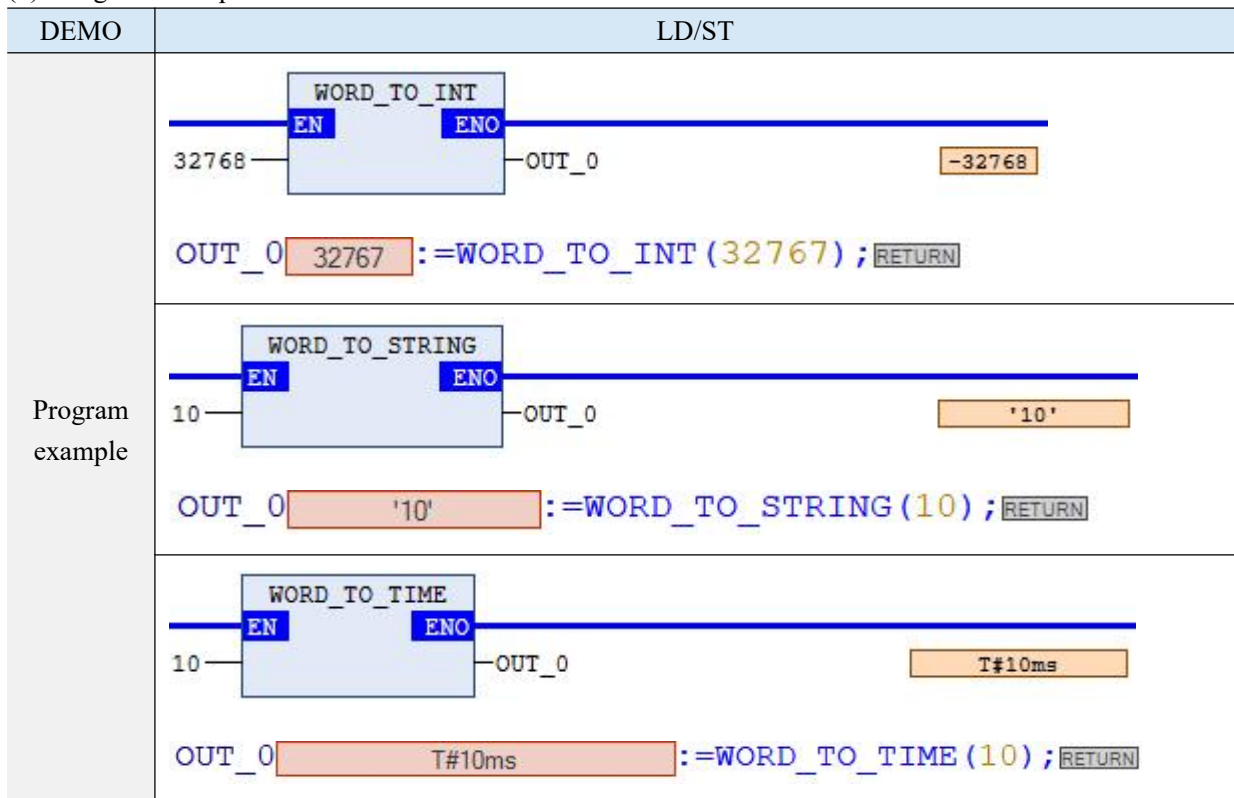 DEMO LD/ST
WORD_TO_INT
EN ENO
32768 OUT_0 -32768
OUT_0 32767 :=WORD_TO_INT(32767);RETURN
Program
example
WORD_TO_STRING
EN ENO
10 OUT_0 '10'
OUT_0 '10' :=WORD_TO_STRING(10);RETURN
WORD_TO_TIME
EN ENO
10 OUT_0 T#10ms
OUT_0 T#10ms :=WORD_TO_TIME(10);RETURN